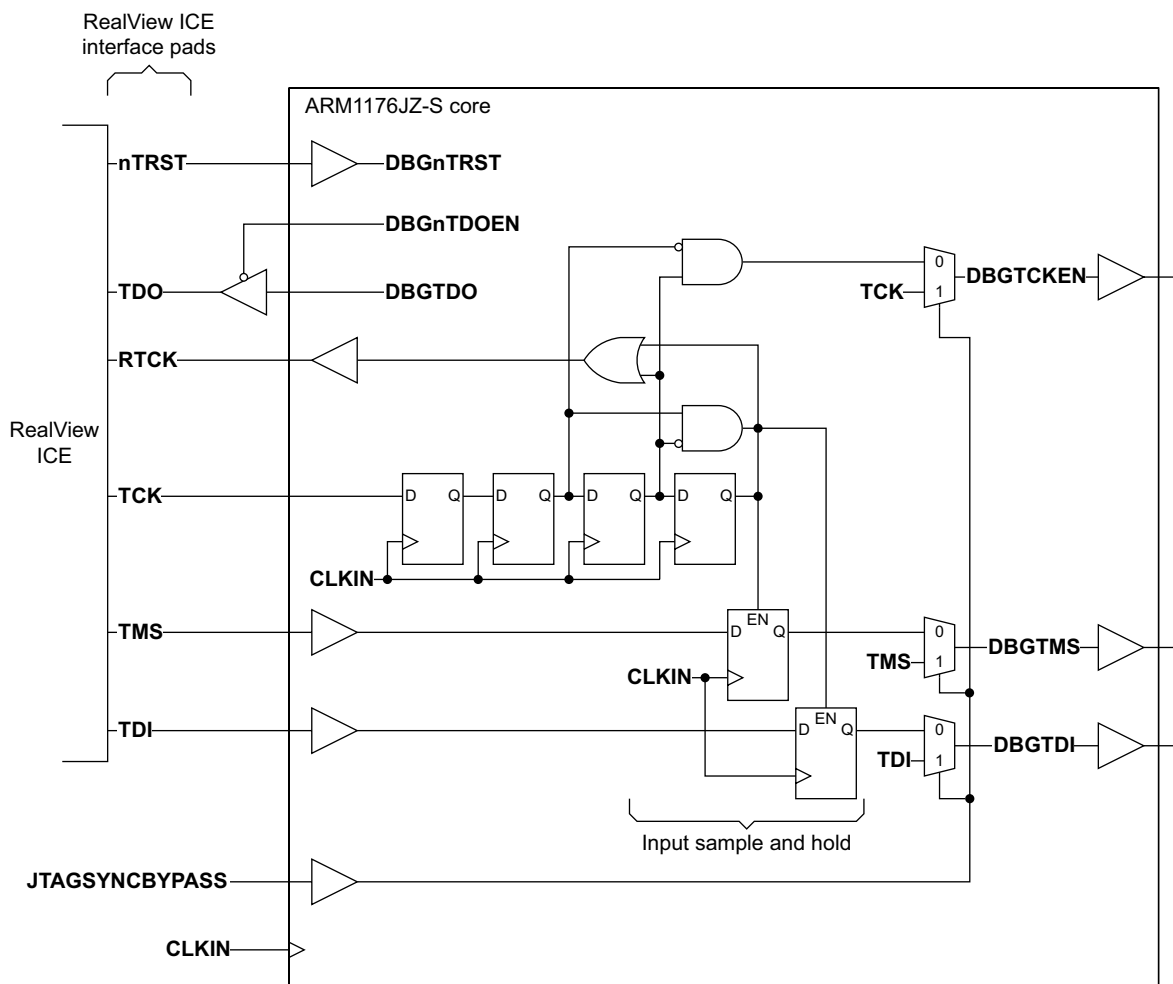 RealView ICE
interface pads
ARM1176JZ-S core
nTRST
DBGnTRST
DBGnTDOEN
TDO
DBGTDO
0
TCK
1
DBGTCKEN
RTCK
RealView
ICE
TCK
D Q
D Q
D Q
D Q
CLKIN
TMS
EN
D Q
0
TMS
1
DBGTMS
CLKIN
TDI
EN
D Q
0
TDI
1
DBGTDI
Input sample and hold
JTAGSYNCBYPASS
CLKIN